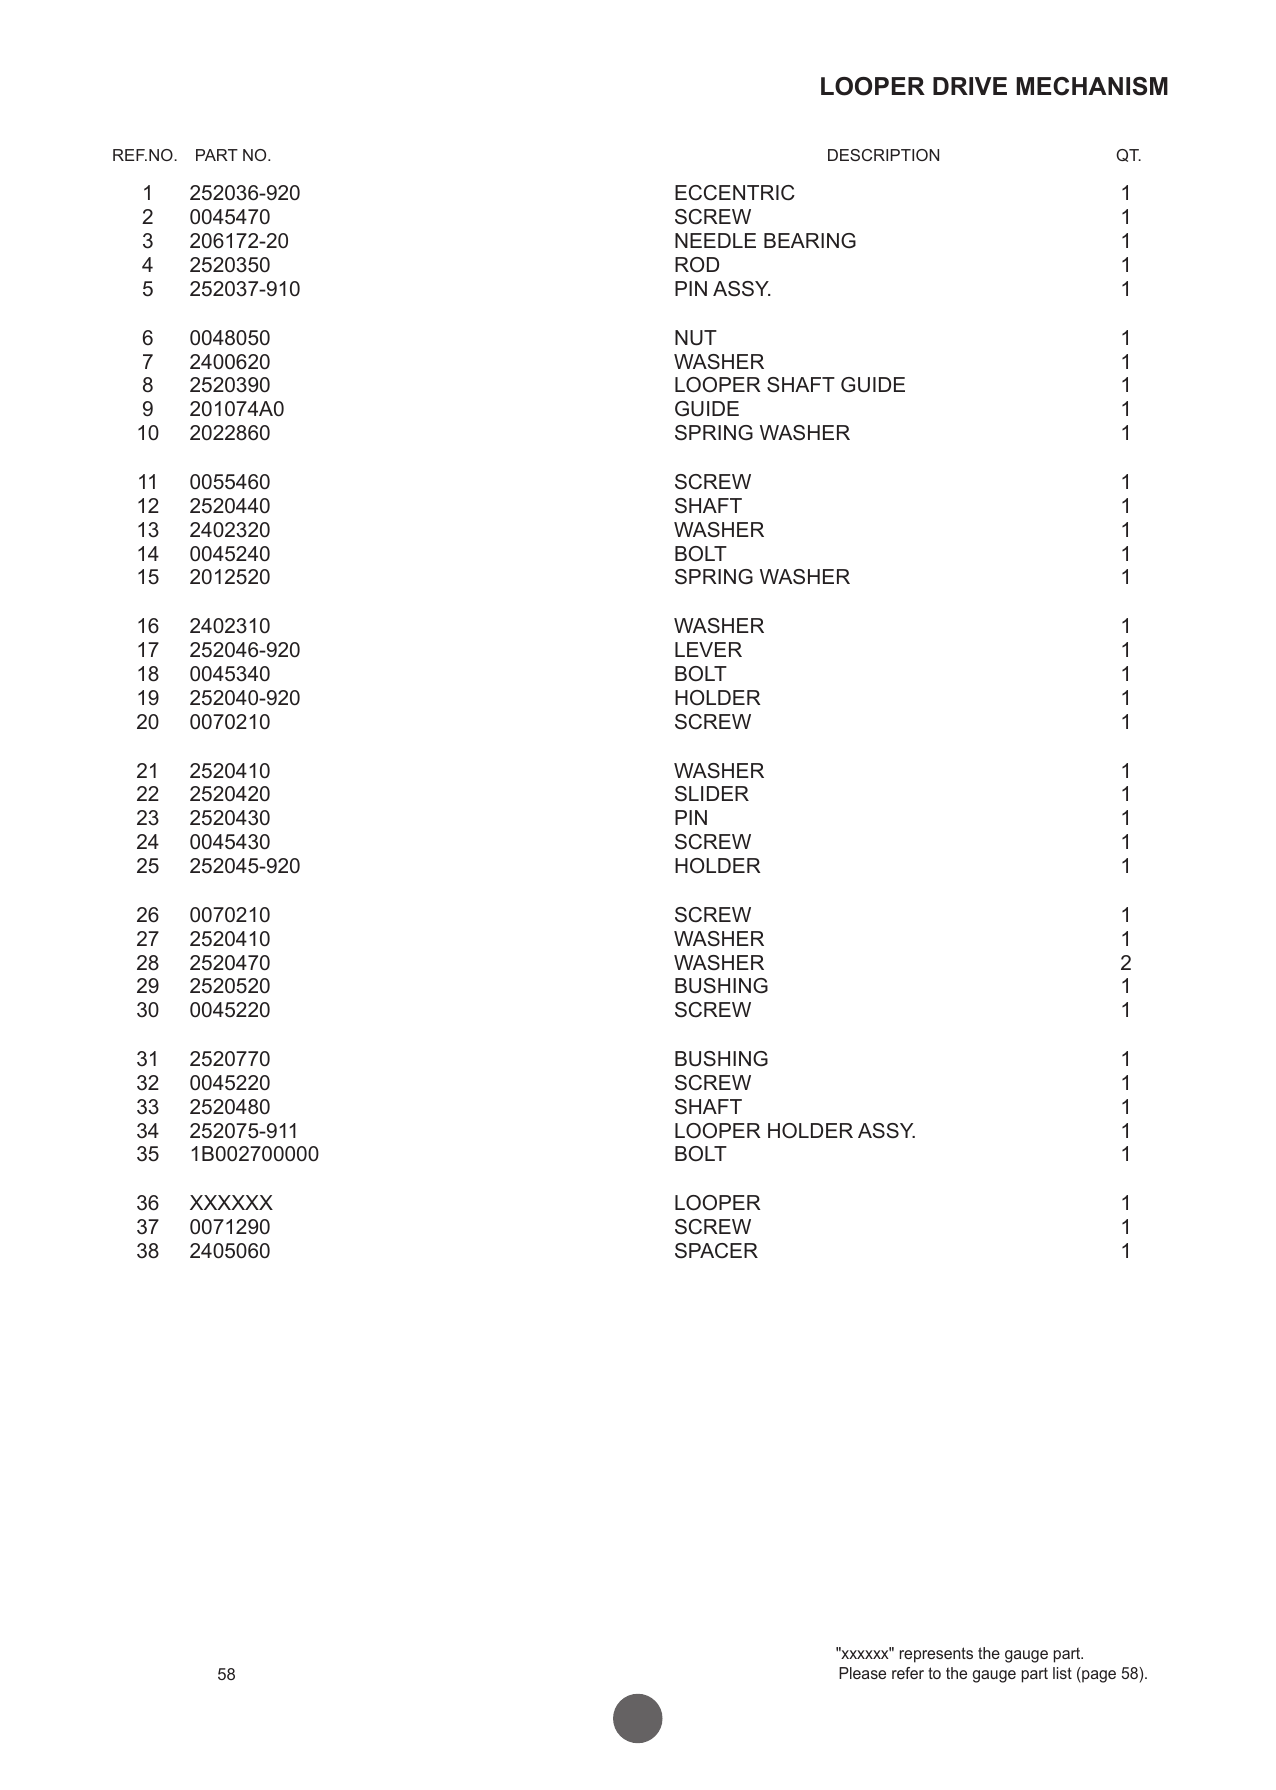 LOOPER DRIVE MECHANISM
REF.NO. PART NO. DESCRIPTION QT.
1 252036-920 ECCENTRIC 1
2 0045470 SCREW 1
3 206172-20 NEEDLE BEARING 1
4 2520350 ROD 1
5 252037-910 PIN ASSY. 1
6 0048050 NUT 1
7 2400620 WASHER 1
8 2520390 LOOPER SHAFT GUIDE 1
9 201074A0 GUIDE 1
10 2022860 SPRING WASHER 1
11 0055460 SCREW 1
12 2520440 SHAFT 1
13 2402320 WASHER 1
14 0045240 BOLT 1
15 2012520 SPRING WASHER 1
16 2402310 WASHER 1
17 252046-920 LEVER 1
18 0045340 BOLT 1
19 252040-920 HOLDER 1
20 0070210 SCREW 1
21 2520410 WASHER 1
22 2520420 SLIDER 1
23 2520430 PIN 1
24 0045430 SCREW 1
25 252045-920 HOLDER 1
26 0070210 SCREW 1
27 2520410 WASHER 1
28 2520470 WASHER 2
29 2520520 BUSHING 1
30 0045220 SCREW 1
31 2520770 BUSHING 1
32 0045220 SCREW 1
33 2520480 SHAFT 1
34 252075-911 LOOPER HOLDER ASSY. 1
35 1B002700000 BOLT 1
36 XXXXXX LOOPER 1
37 0071290 SCREW 1
38 2405060 SPACER 1
"xxxxxx" represents the gauge part.
Please refer to the gauge part list (page 58).
58